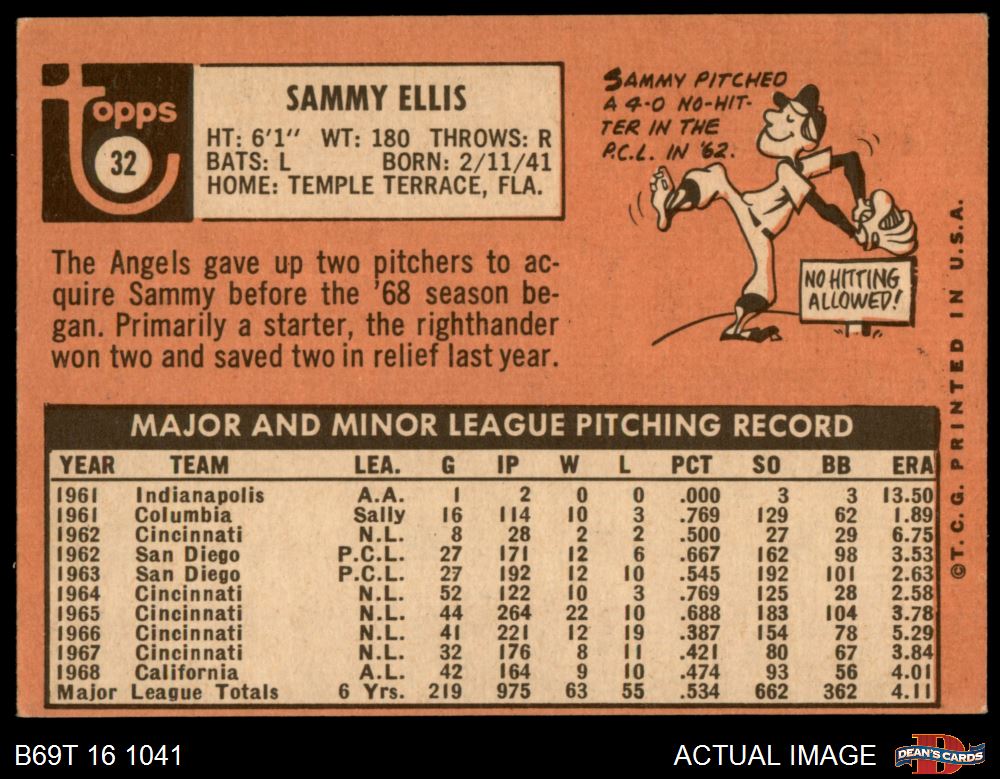 Topps
32
SAMMY ELLIS
HT: 6'1" WT: 180 THROWS: R
BATS: L BORN: 2/11/41
HOME: TEMPLE TERRACE, FLA.
SAMMY PITCHED
A 4-0 NO-HIT-
TER IN THE
P.C.L. IN '62.
NO HITTING
ALLOWED!
The Angels gave up two pitchers to ac-
quire Sammy before the '68 season be-
gan. Primarily a starter, the righthander
won two and saved two in relief last year.
MAJOR AND MINOR LEAGUE PITCHING RECORD
YEAR TEAM LEA. G IP W L PCT SO BB ERA
1961 Indianapolis A.A. 1 2 0 0 .000 3 3 13.50
1961 Columbia Sally 16 114 10 3 .769 129 62 1.89
1962 Cincinnati N.L. 8 28 2 2 .500 27 29 6.75
1962 San Diego P.C.L. 27 171 12 6 .667 162 98 3.53
1963 San Diego P.C.L. 27 192 12 10 .545 192 101 2.63
1964 Cincinnati N.L. 52 122 10 3 .769 125 28 2.58
1965 Cincinnati N.L. 44 264 22 10 .688 183 104 3.78
1966 Cincinnati N.L. 41 221 12 19 .387 154 78 5.29
1967 Cincinnati N.L. 32 176 8 11 .421 80 67 3.84
1968 California A.L. 42 164 9 10 .474 93 56 4.01
Major League Totals 6 Yrs. 219 975 63 55 .534 662 362 4.11
©T.C.G. PRINTED IN U.S.A.
B69T 16 1041
ACTUAL IMAGE
DEAN'S CARDS